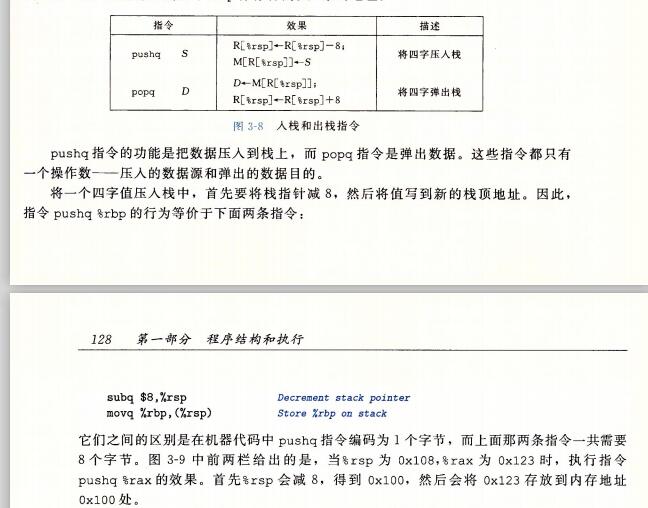 指令 效果 描述
pushq S R[%rsp]←R[%rsp]-8; 将四字压入栈
M[R[%rsp]]←S
popq D D←M[R[%rsp]]; 将四字弹出栈
R[%rsp]←R[%rsp]+8
图 3-8 入栈和出栈指令
pushq 指令的功能是把数据压入到栈上，而 popq 指令是弹出数据。这些指令都只有
一个操作数——压入的数据源和弹出的数据目的。
将一个四字值压入栈中，首先要将栈指针减 8，然后将值写到新的栈顶地址。因此，
指令 pushq %rbp 的行为等价于下面两条指令：
128 第一部分 程序结构和执行
subq $8,%rsp Decrement stack pointer
movq %rbp,(%rsp) Store %rbp on stack
它们之间的区别是在机器代码中 pushq 指令编码为 1 个字节，而上面那两条指令一共需要
8 个字节。图 3-9 中前两栏给出的是，当%rsp 为 0x108,%rax 为 0x123 时，执行指令
pushq %rax 的效果。首先%rsp 会减 8，得到 0x100，然后会将 0x123 存放到内存地址
0x100 处。